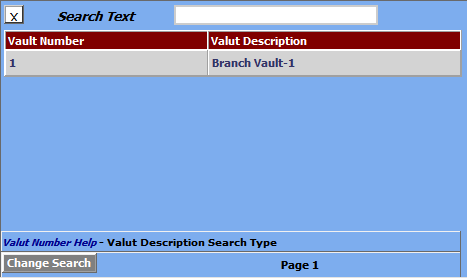 X Search Text
Vault Number Valut Description
1 Branch Vault-1
Valut Number Help - Valut Description Search Type
Change Search Page 1